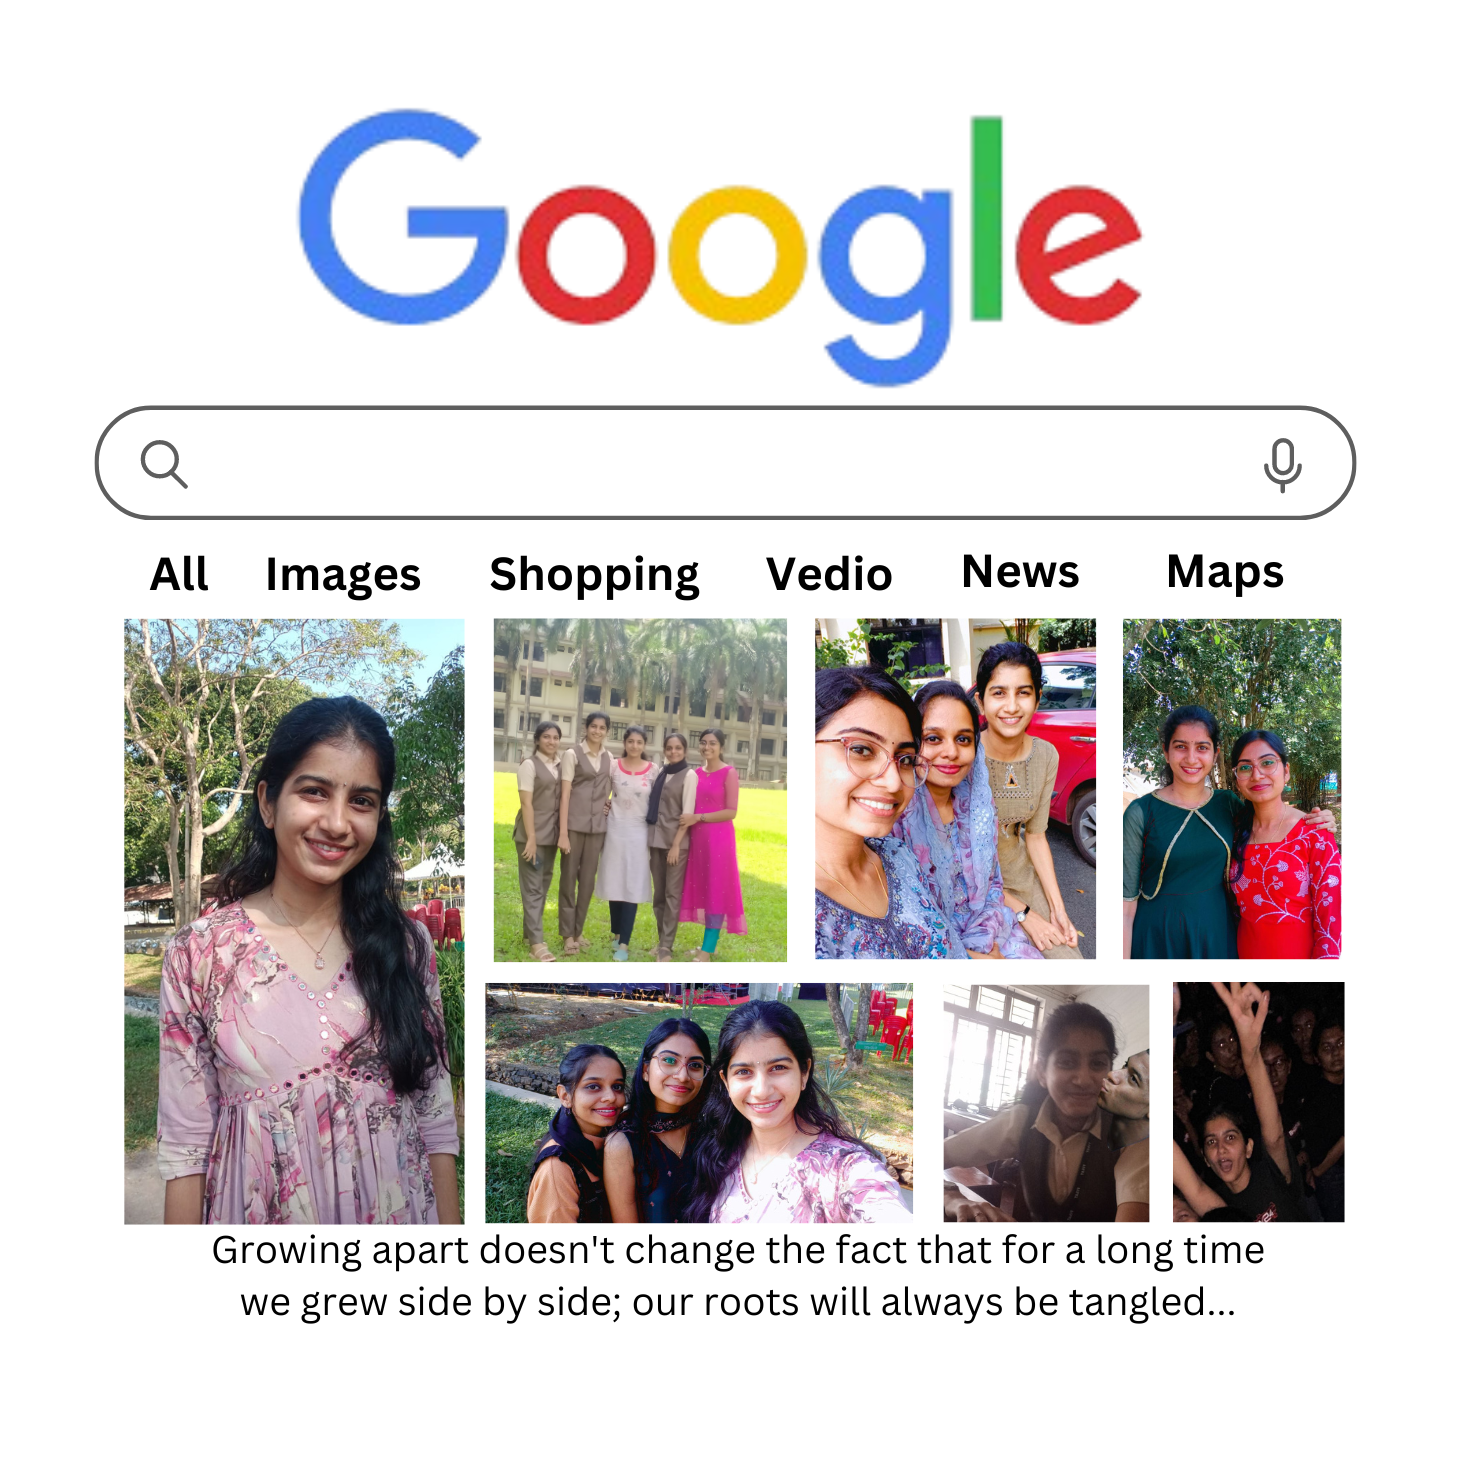 Google
All Images Shopping Vedio News Maps
Growing apart doesn't change the fact that for a long time
we grew side by side; our roots will always be tangled...